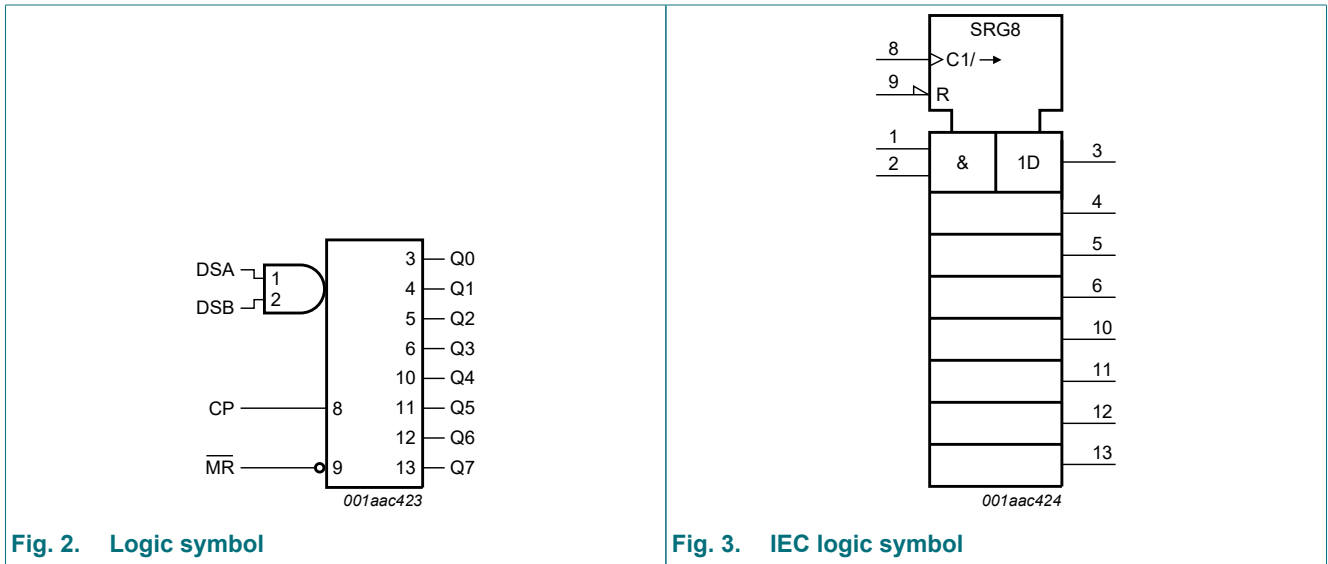 DSA
1
DSB
2
CP
8
MR
9
3 Q0
4 Q1
5 Q2
6 Q3
10 Q4
11 Q5
12 Q6
13 Q7
001aac423
Fig. 2. Logic symbol
SRG8
8 C1/→
9 R
1
2
&
1D
3
4
5
6
10
11
12
13
001aac424
Fig. 3. IEC logic symbol